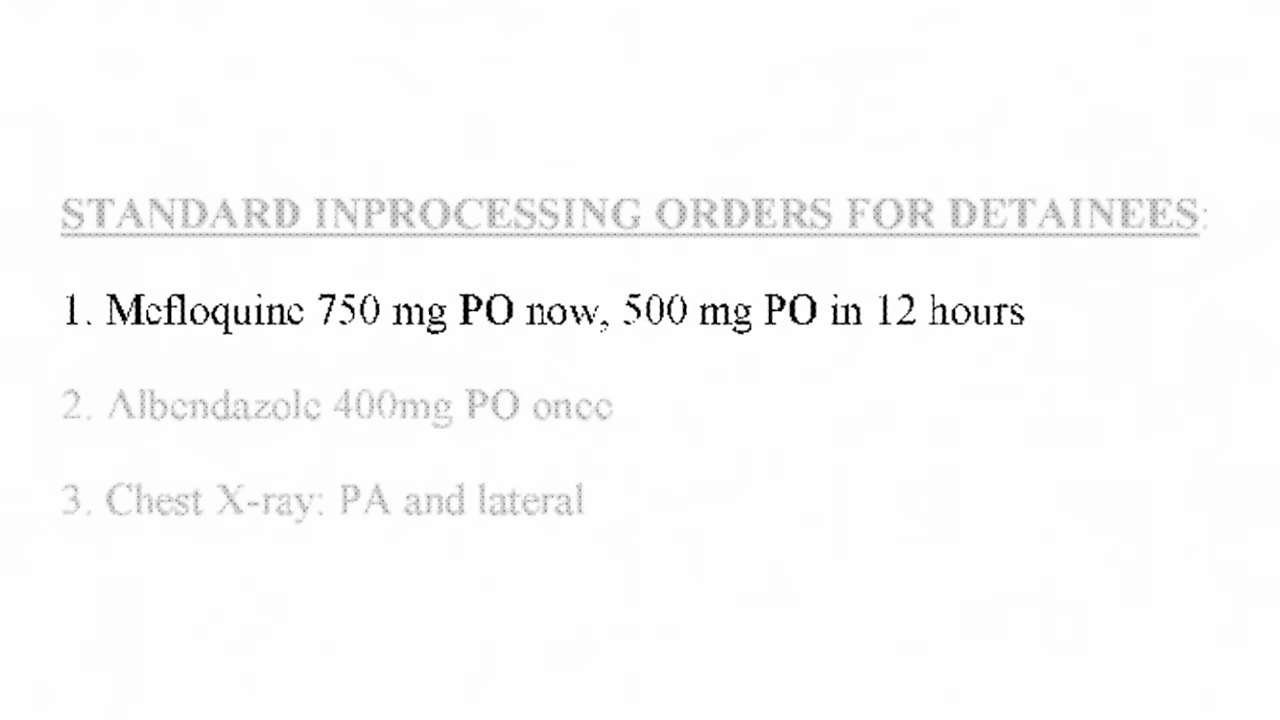 STANDARD INPROCESSING ORDERS FOR DETAINEES:
1. Mefloquine 750 mg PO now, 500 mg PO in 12 hours
2. Albendazole 400mg PO once
3. Chest X-ray: PA and lateral